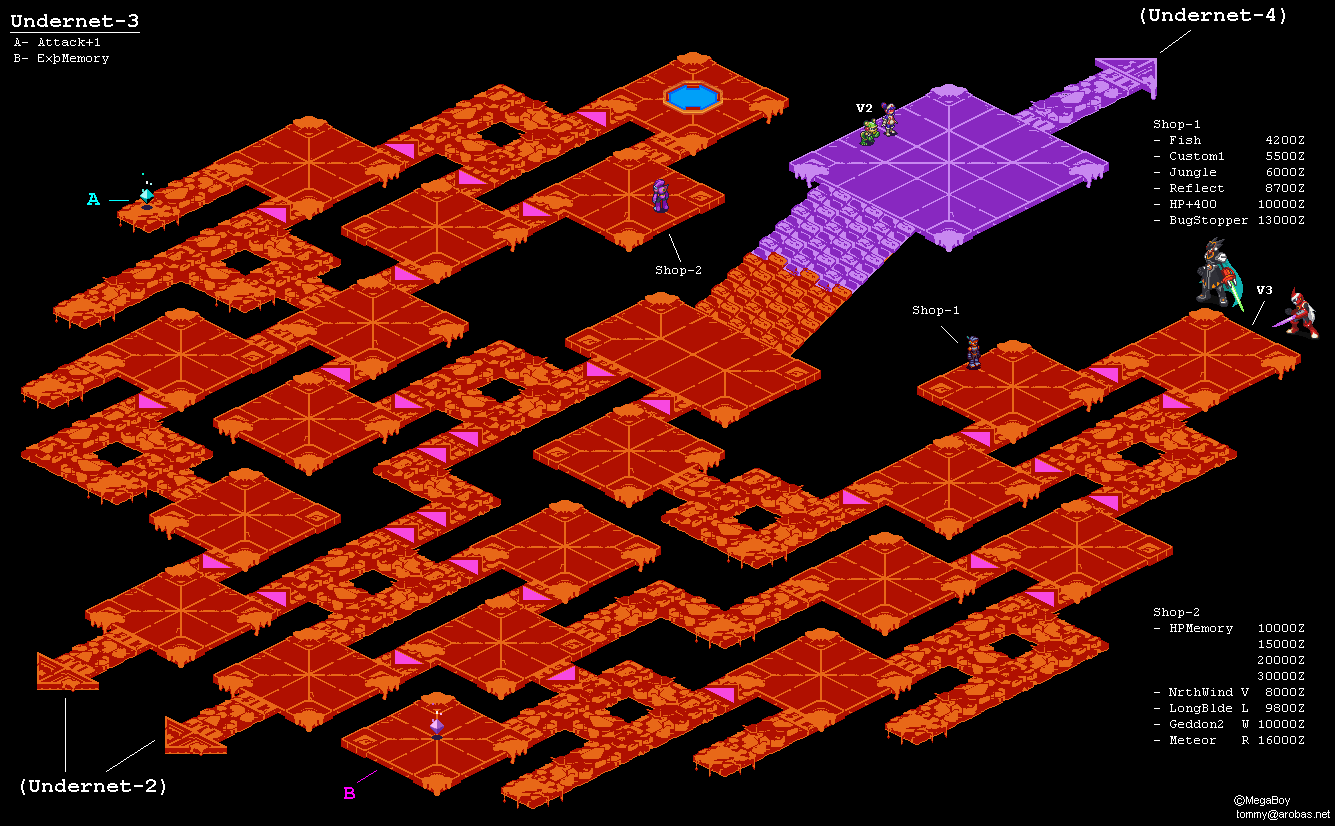 Undernet-3
A- Attack+1
B- ExpMemory
(Undernet-4)
V2
Shop-1
- Fish 4200Z
- Custom1 5500Z
- Jungle 6000Z
- Reflect 8700Z
- HP+400 10000Z
- BugStopper 13000Z
A
Shop-2
V3
Shop-1
Shop-2
- HPMemory 10000Z
15000Z
20000Z
30000Z
- NrthWind V 8000Z
- LongBlde L 9800Z
- Geddon2 W 10000Z
- Meteor R 16000Z
(Undernet-2)
B
©MegaBoy
tommy@arobas.net